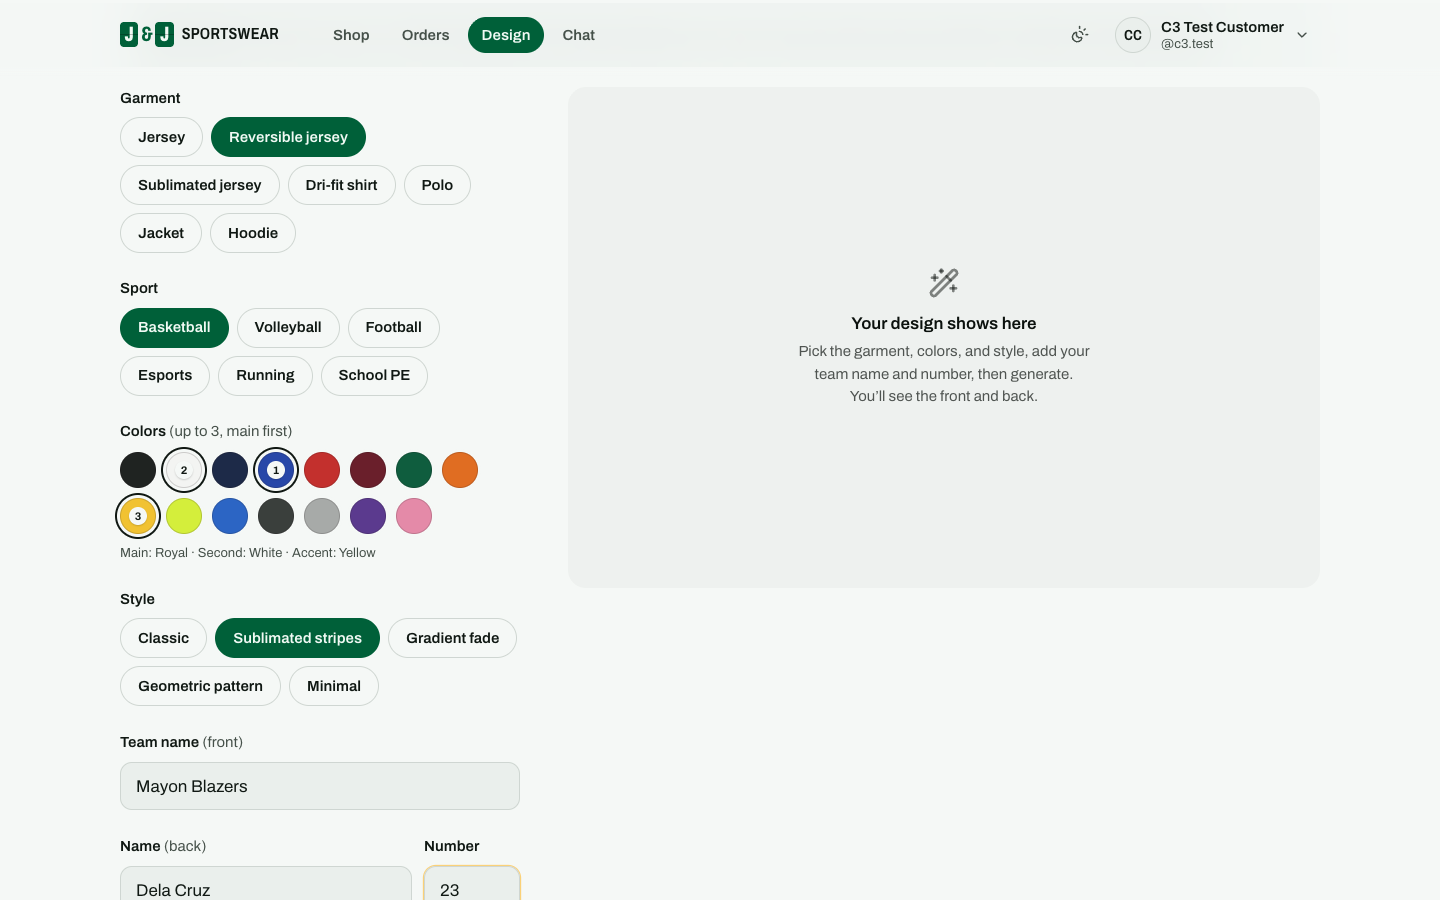 J & J SPORTSWEAR
Shop
Orders
Design
Chat
CC
C3 Test Customer
@c3.test
Garment
Jersey
Reversible jersey
Sublimated jersey
Dri-fit shirt
Polo
Jacket
Hoodie
Sport
Basketball
Volleyball
Football
Esports
Running
School PE
Colors (up to 3, main first)
2
1
3
Main: Royal · Second: White · Accent: Yellow
Style
Classic
Sublimated stripes
Gradient fade
Geometric pattern
Minimal
Team name (front)
Mayon Blazers
Name (back)
Number
Dela Cruz
23
Your design shows here
Pick the garment, colors, and style, add your
team name and number, then generate.
You’ll see the front and back.